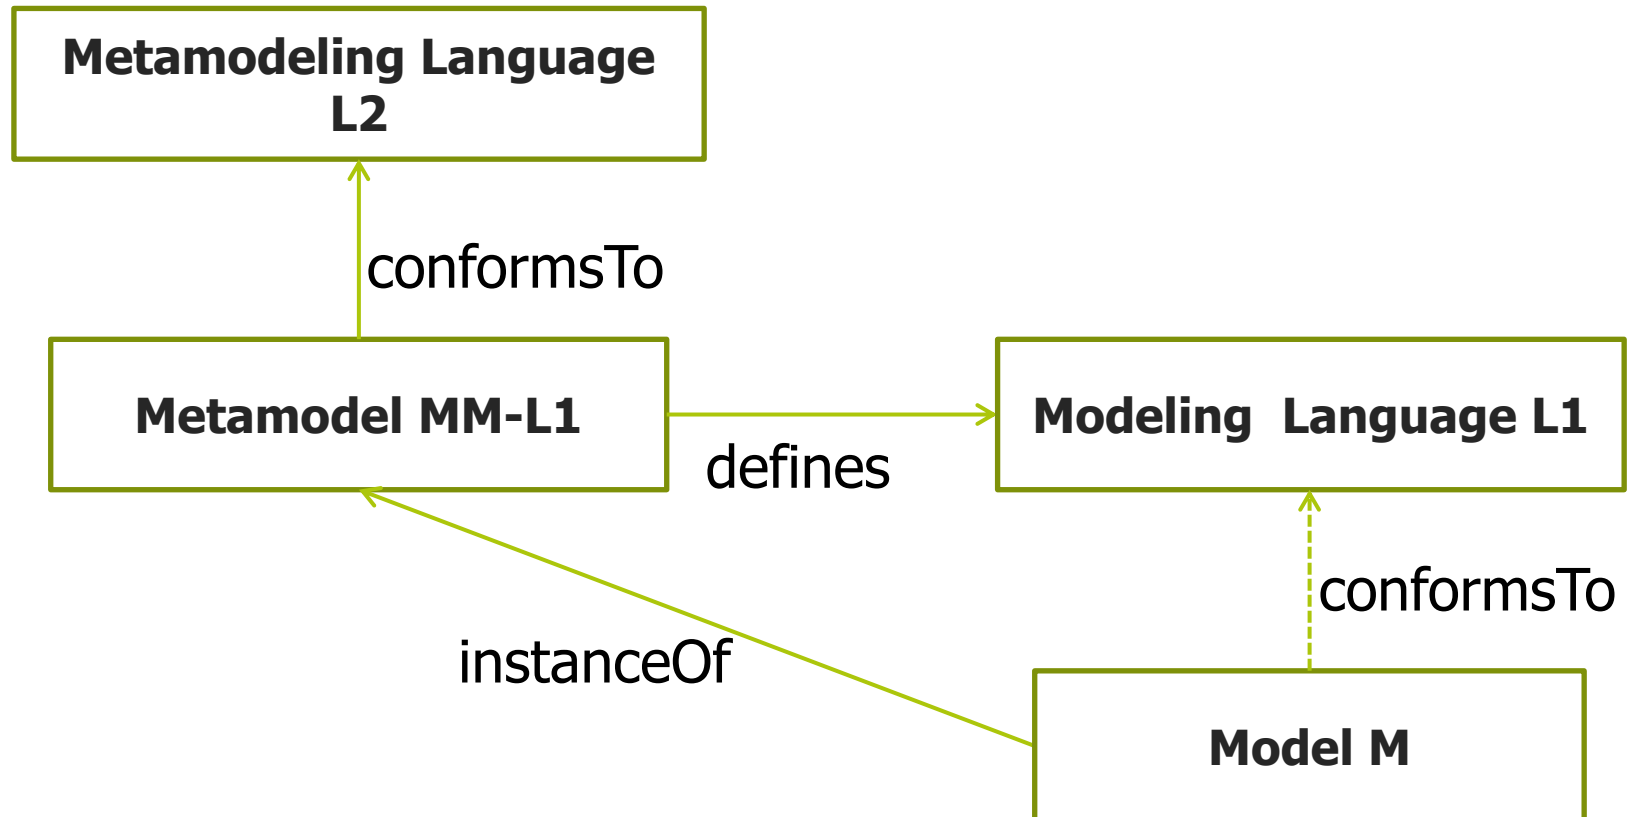 Metamodeling Language
L2
conformsTo
Metamodel MM-L1
defines
Modeling  Language L1
instanceOf
conformsTo
Model M